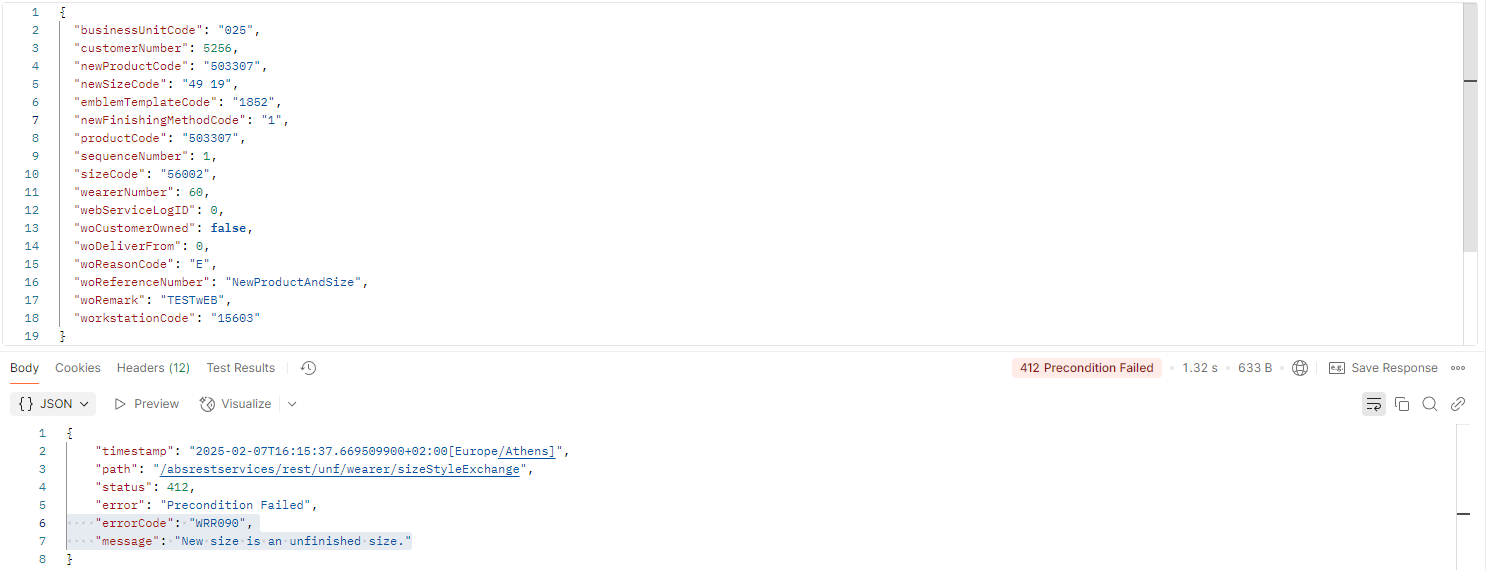 1 {
2 "businessUnitCode": "025",
3 "customerNumber": 5256,
4 "newProductCode": "503307",
5 "newSizeCode": "49 19",
6 "emblemTemplateCode": "1852",
7 "newFinishingMethodCode": "1",
8 "productCode": "503307",
9 "sequenceNumber": 1,
10 "sizeCode": "56002",
11 "wearerNumber": 60,
12 "webServiceLogID": 0,
13 "woCustomerOwned": false,
14 "woDeliverFrom": 0,
15 "woReasonCode": "E",
16 "woReferenceNumber": "NewProductAndSize",
17 "woRemark": "TESTwEB",
18 "workstationCode": "15603"
19 }
Body Cookies Headers (12) Test Results 412 Precondition Failed • 1.32 s • 633 B • e.g. Save Response
{} JSON Preview Visualize
1 {
2 "timestamp": "2025-02-07T16:15:37.669509900+02:00[Europe/Athens]",
3 "path": "/absrestservices/rest/unf/wearer/sizeStyleExchange",
4 "status": 412,
5 "error": "Precondition Failed",
6 "errorCode": "WRR090",
7 "message": "New size is an unfinished size."
8 }